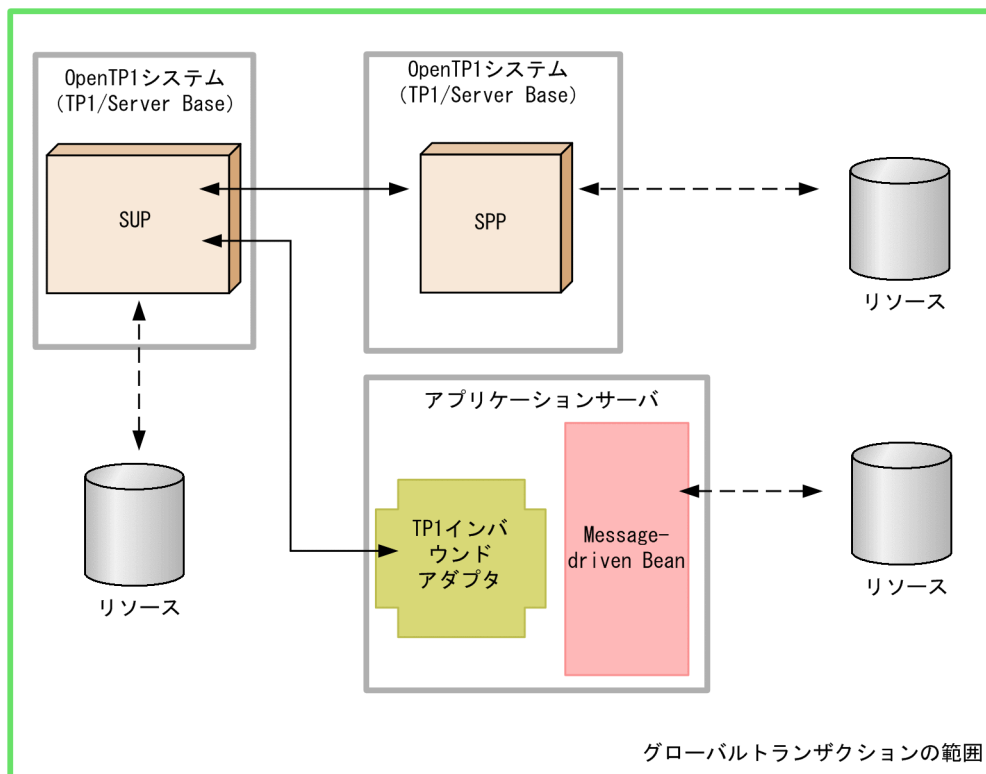 OpenTP1システム
（TP1/Server Base）
OpenTP1システム
（TP1/Server Base）
SUP
SPP
リソース
アプリケーションサーバ
TP1インバ
ウンド
アダプタ
Message-
driven Bean
リソース
リソース
グローバルトランザクションの範囲